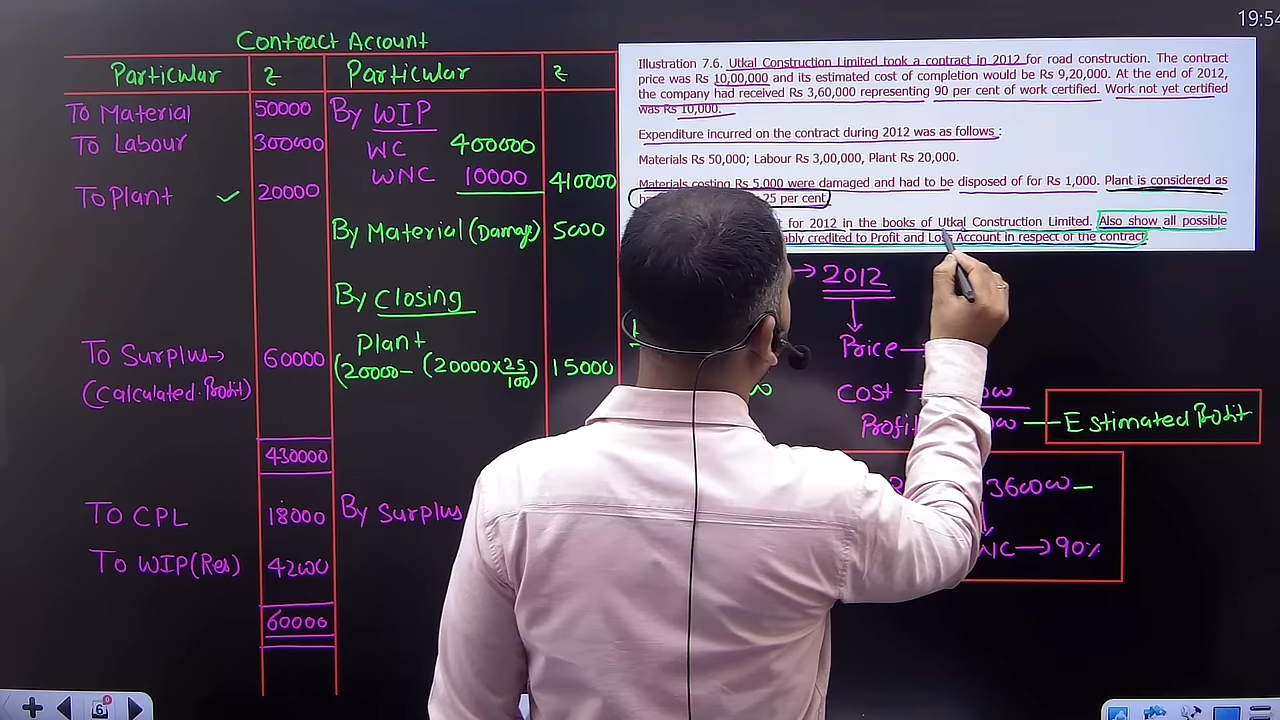 19:54
Contract Account
Particular ₹ Particular ₹
To Material 50000 By WIP
To Labour 300000 WC 400000
WNC 10000 410000
To Plant ✓ 20000
By Material (Damage) 5000
By Closing
Plant
(20000 - (20000×25/100) 15000
To Surplus→ 60000
(Calculated Profit)
430000
To CPL 18000 By Surplus
To WIP(Res) 42000
60000
Illustration 7.6. Utkal Construction Limited took a contract in 2012 for road construction. The contract
price was Rs 10,00,000 and its estimated cost of completion would be Rs 9,20,000. At the end of 2012,
the company had received Rs 3,60,000 representing 90 per cent of work certified. Work not yet certified
was Rs 10,000.
Expenditure incurred on the contract during 2012 was as follows :
Materials Rs 50,000; Labour Rs 3,00,000, Plant Rs 20,000.
Materials costing Rs 5,000 were damaged and had to be disposed of for Rs 1,000. Plant is considered as
25 per cent
for 2012 in the books of Utkal Construction Limited. Also show all possible
credited to Profit and Loss Account in respect of the contract.
→ 2012
Price
Cost
Profit — Estimated Profit
360000 —
WC → 90%